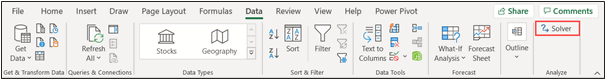 File Home Insert Draw Page Layout Formulas Data Review View Help Power Pivot Share Comments
Get Data Refresh All Stocks Geography Sort Filter Text to Columns What-If Analysis Forecast Sheet Outline Solver
Get & Transform Data Queries & Connections Data Types Sort & Filter Data Tools Forecast Analyze